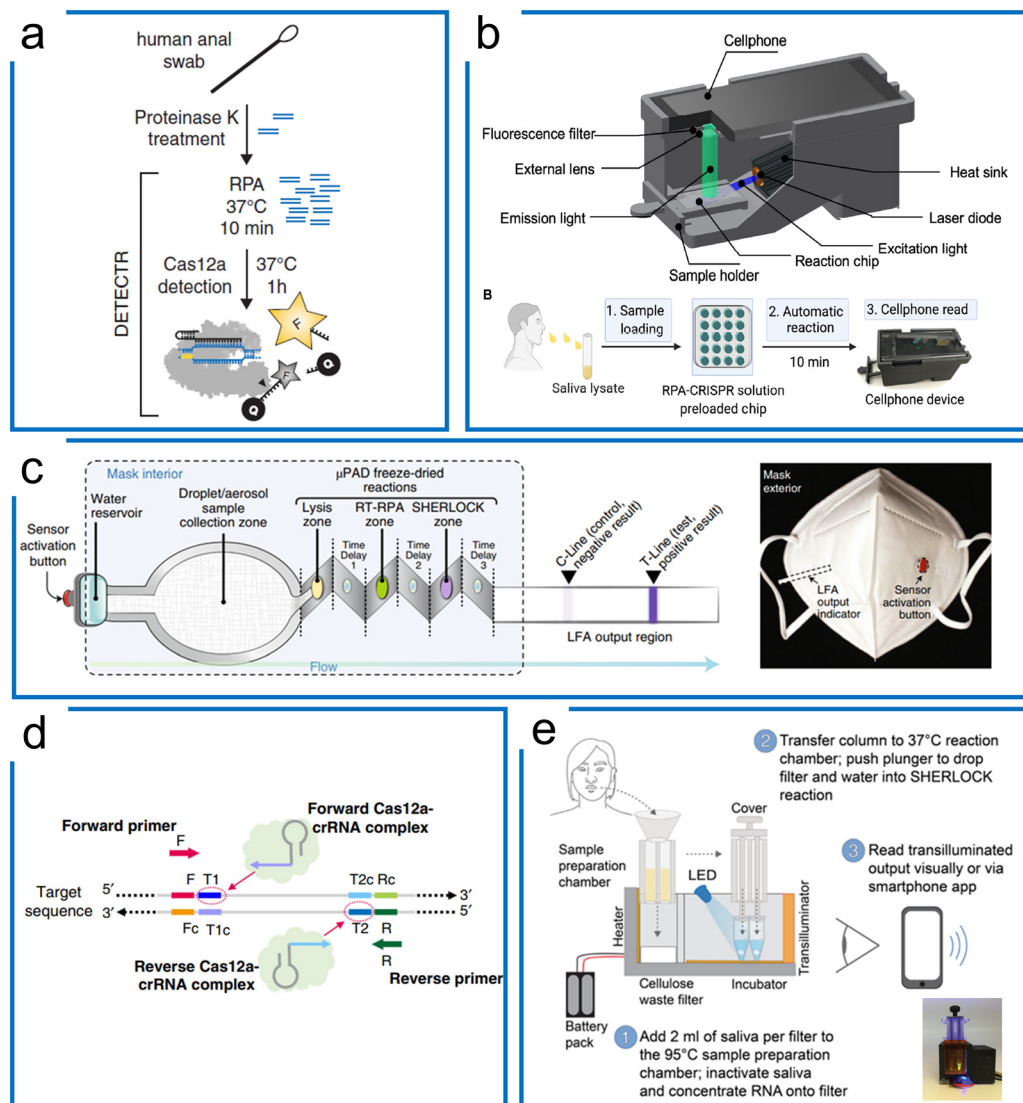 a
human anal
swab
Proteinase K
treatment
RPA
37°C
10 min
DETECTR
Cas12a
detection
37°C
1h
F
F
Q
Q
b
Cellphone
Fluorescence filter
External lens
Emission light
Sample holder
Heat sink
Laser diode
Excitation light
Reaction chip
B
1. Sample
loading
2. Automatic
reaction
3. Cellphone read
10 min
Saliva lysate
RPA-CRISPR solution
preloaded chip
Cellphone device
c
Mask interior
Water
reservoir
Sensor
activation
button
Droplet/aerosol
sample
collection zone
μPAD freeze-dried
reactions
Lysis
zone
RT-RPA
zone
SHERLOCK
zone
Time
Delay
1
Time
Delay
2
Time
Delay
3
C-Line (control,
negative result)
T-Line (test,
positive result)
LFA output region
Flow
Mask
exterior
LFA
output
indicator
Sensor
activation
button
d
Forward primer
F
Forward Cas12a-
crRNA complex
Target
sequence
5′
F
T1
T2c
Rc
3′
3′
Fc
T1c
T2
R
5′
R
Reverse Cas12a-
crRNA complex
Reverse primer
e
2 Transfer column to 37°C reaction
chamber; push plunger to drop
filter and water into SHERLOCK
reaction
Cover
Sample
preparation
chamber
LED
Heater
Transilluminator
3 Read transilluminated
output visually or via
smartphone app
Cellulose
waste filter
Incubator
Battery
pack
1 Add 2 ml of saliva per filter to
the 95°C sample preparation
chamber; inactivate saliva
and concentrate RNA onto filter